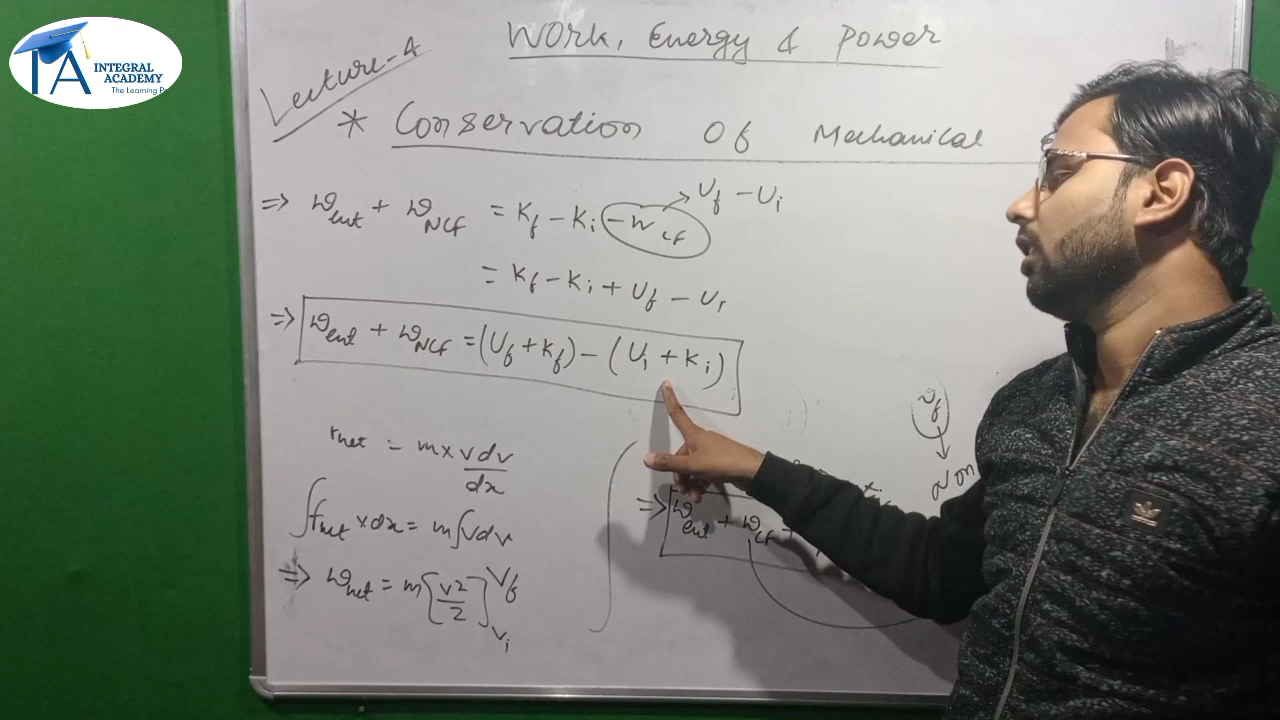 INTEGRAL
ACADEMY
The Learning P
Lecture-4
Work, Energy & Power
* Conservation Of Mechanical
=> W_ext + W_NCF = K_f - K_i - W_CF → U_f - U_i
= K_f - K_i + U_f - U_i
=> W_ext + W_NCF = (U_f + K_f) - (U_i + K_i)
F_net = m × v dv/dx
∫F_net × dx = m∫v dv
=> W_net = m[v2/2] V_f V_i
=> W_ext + W_CF +